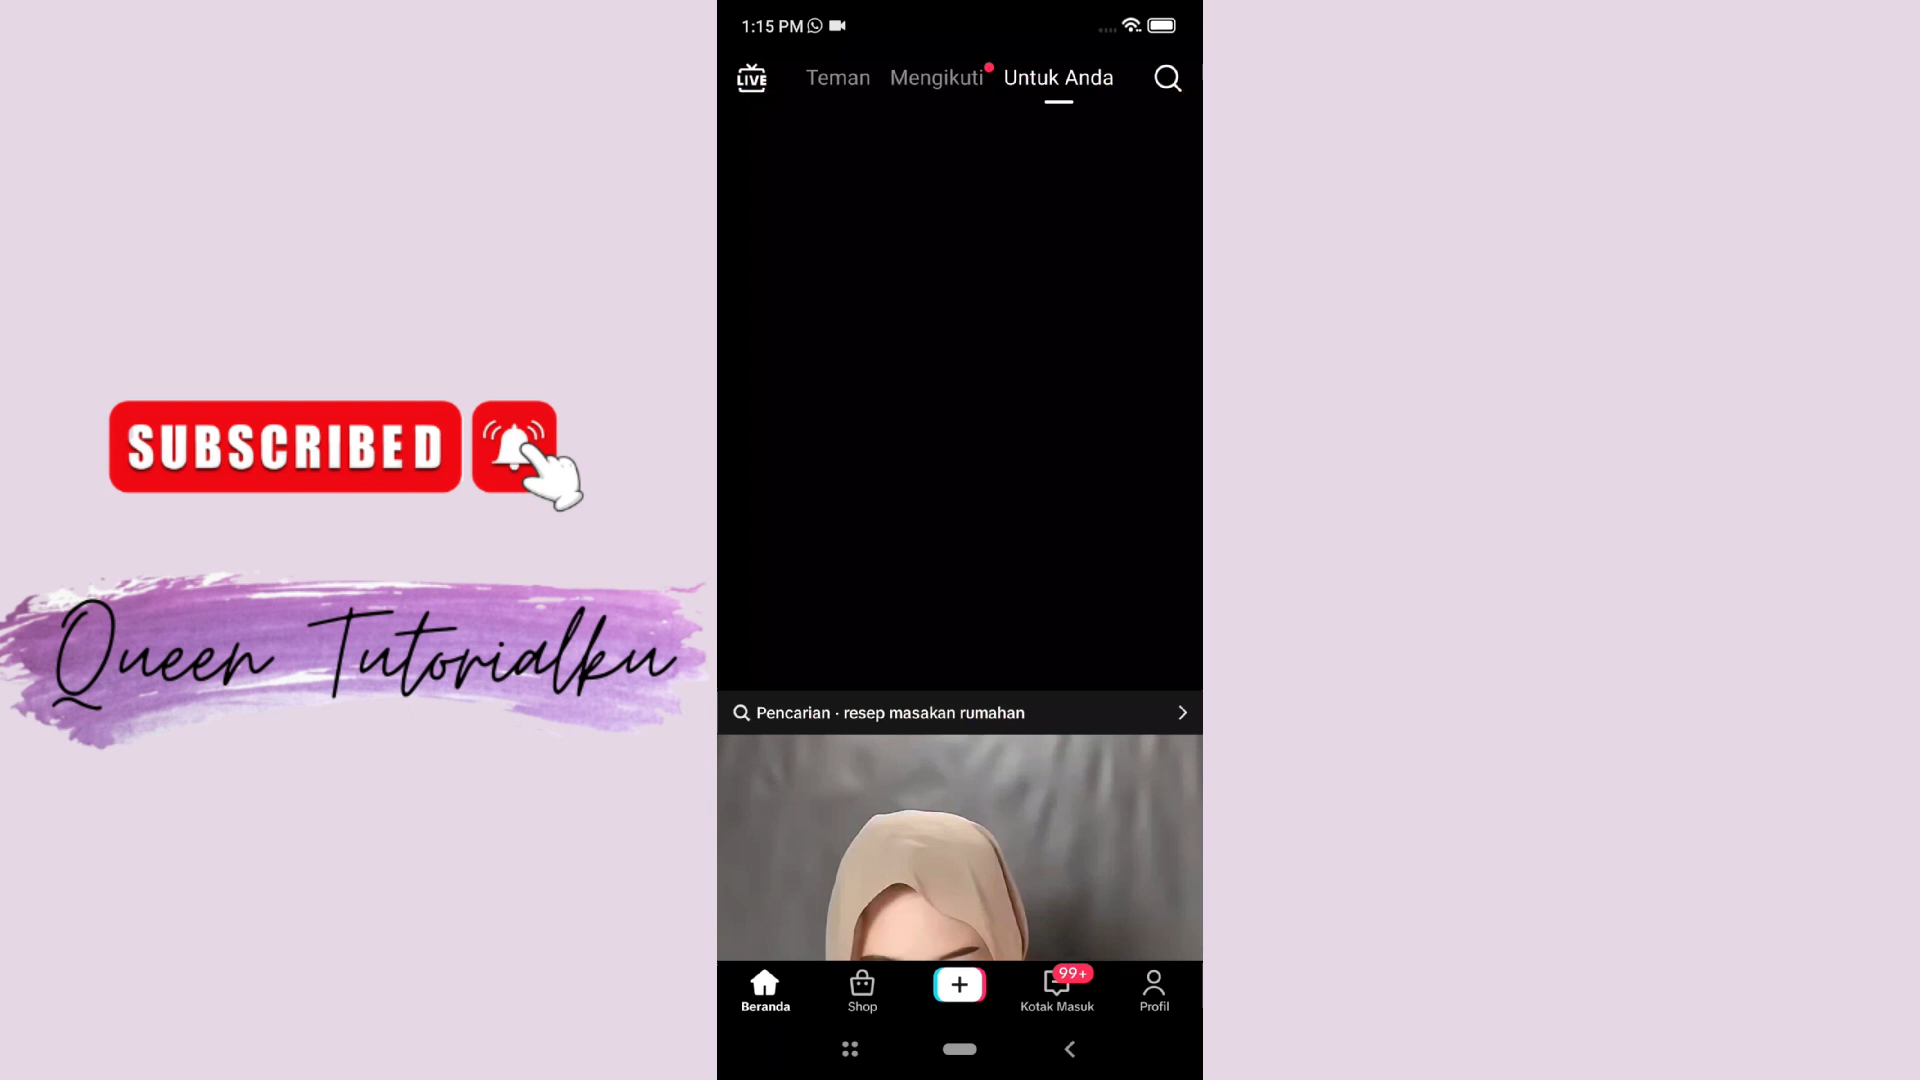 1:15 PM
LIVE
Teman
Mengikuti
Untuk Anda
SUBSCRIBED
Queen Tutorialku
Pencarian · resep masakan rumahan
99+
Beranda
Shop
Kotak Masuk
Profil